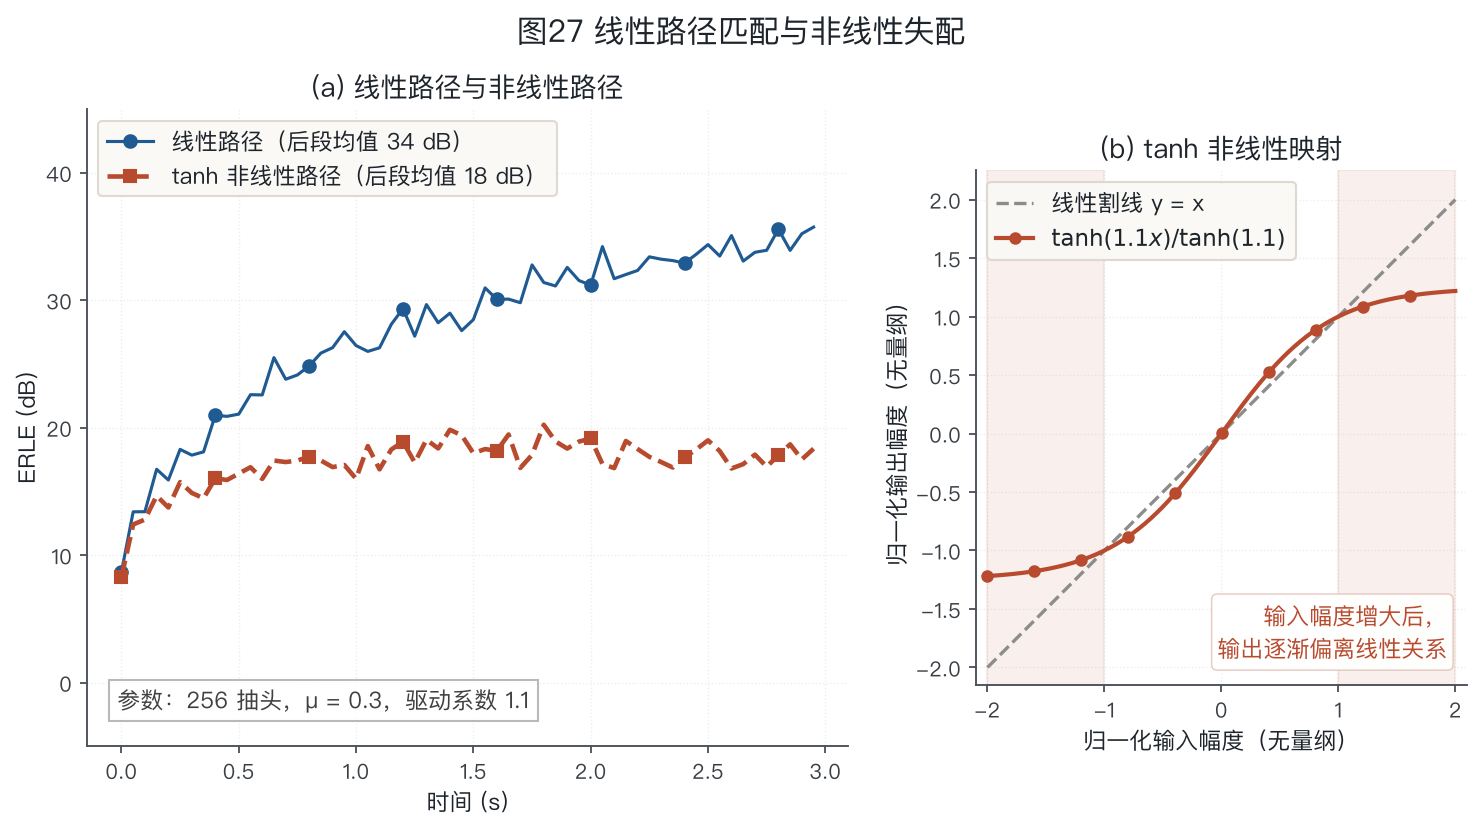 图27 线性路径匹配与非线性失配
(a) 线性路径与非线性路径
线性路径（后段均值 34 dB）
tanh 非线性路径（后段均值 18 dB）
40
30
20
10
0
ERLE (dB)
参数：256 抽头，μ = 0.3，驱动系数 1.1
0.0 0.5 1.0 1.5 2.0 2.5 3.0
时间 (s)
(b) tanh 非线性映射
线性割线 y = x
tanh(1.1x)/tanh(1.1)
2.0
1.5
1.0
0.5
0.0
−0.5
−1.0
−1.5
−2.0
归一化输出幅度（无量纲）
输入幅度增大后，
输出逐渐偏离线性关系
−2 −1 0 1 2
归一化输入幅度（无量纲）